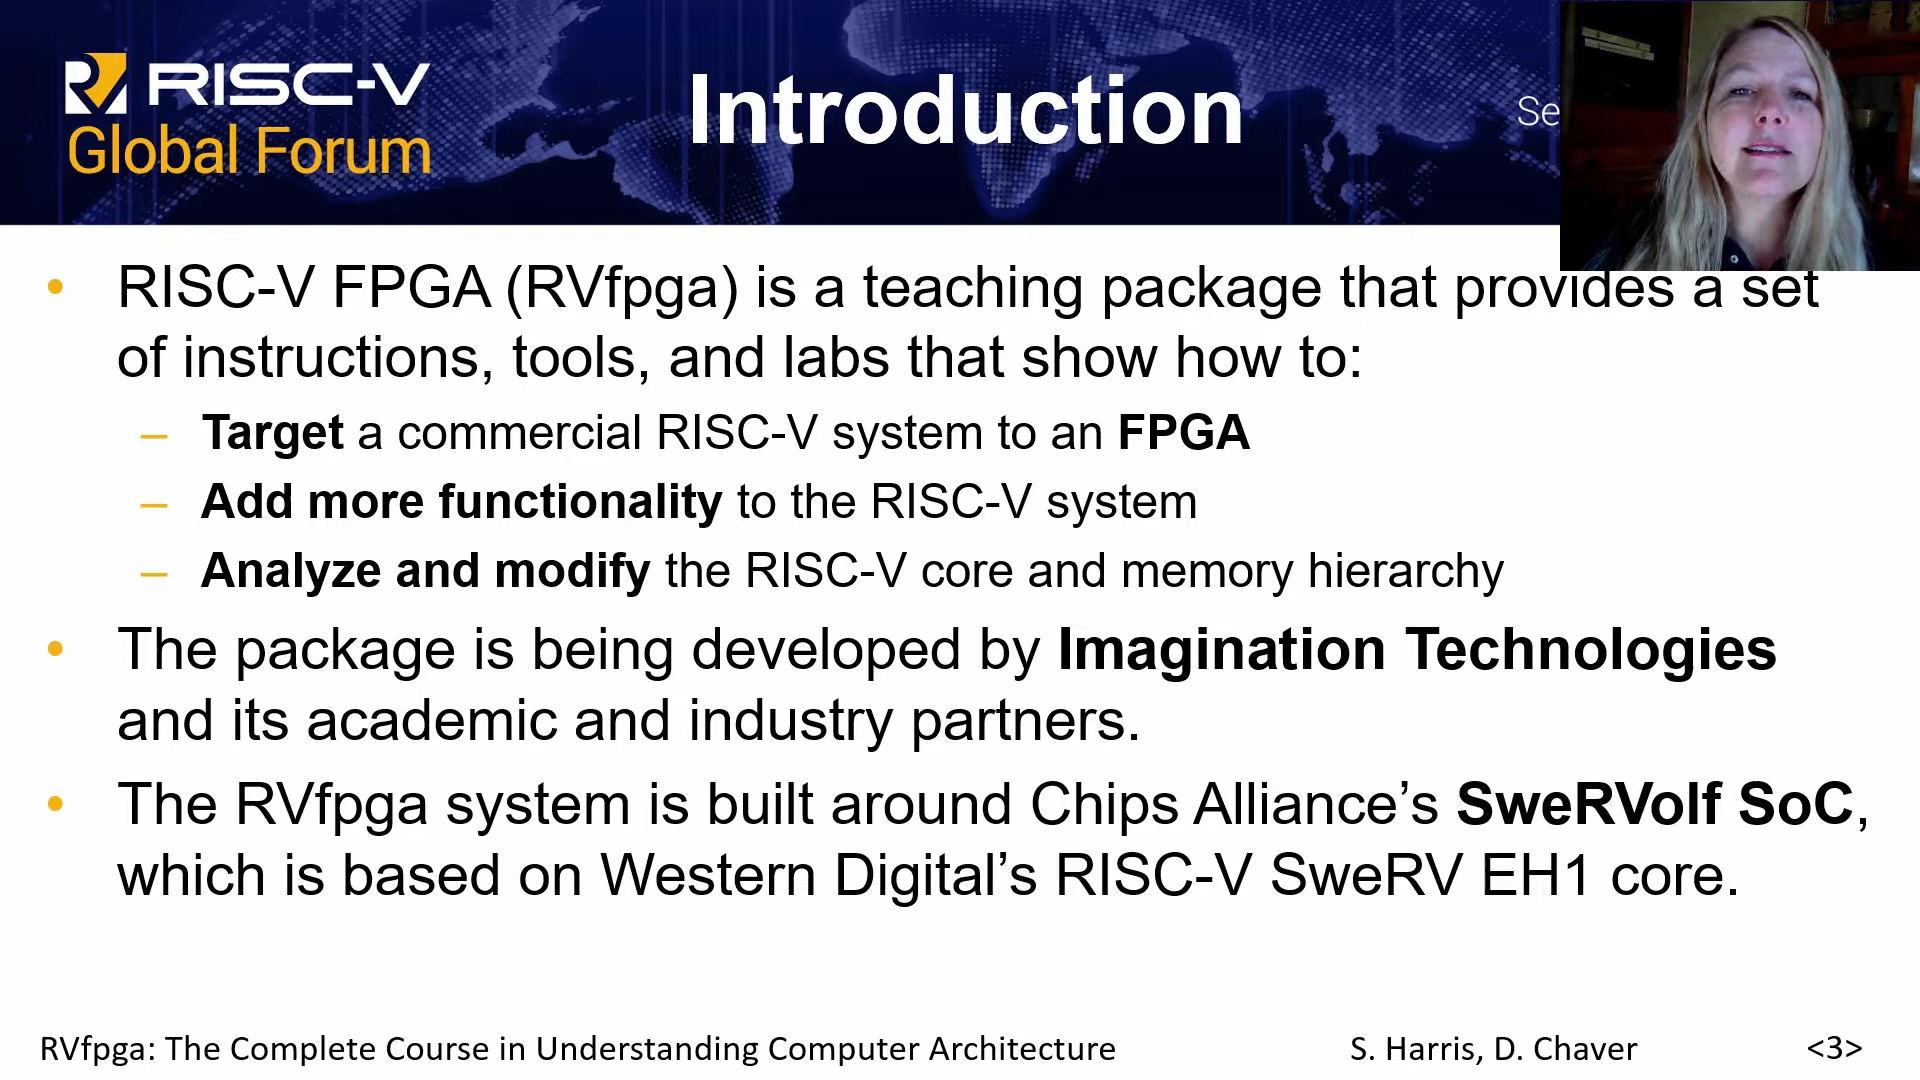 RISC-V
Global Forum
Introduction
Se
• RISC-V FPGA (RVfpga) is a teaching package that provides a set
of instructions, tools, and labs that show how to:
– Target a commercial RISC-V system to an FPGA
– Add more functionality to the RISC-V system
– Analyze and modify the RISC-V core and memory hierarchy
• The package is being developed by Imagination Technologies
and its academic and industry partners.
• The RVfpga system is built around Chips Alliance’s SweRVolf SoC,
which is based on Western Digital’s RISC-V SweRV EH1 core.
RVfpga: The Complete Course in Understanding Computer Architecture
S. Harris, D. Chaver
<3>